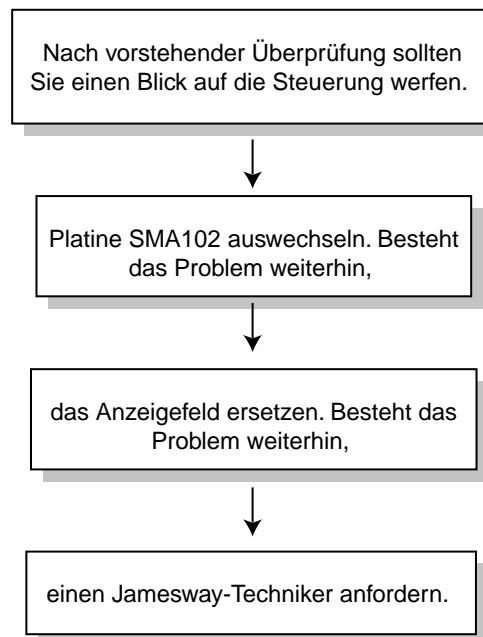 Nach vorstehender Überprüfung sollten
Sie einen Blick auf die Steuerung werfen.
Platine SMA102 auswechseln. Besteht
das Problem weiterhin,
das Anzeigefeld ersetzen. Besteht das
Problem weiterhin,
einen Jamesway-Techniker anfordern.